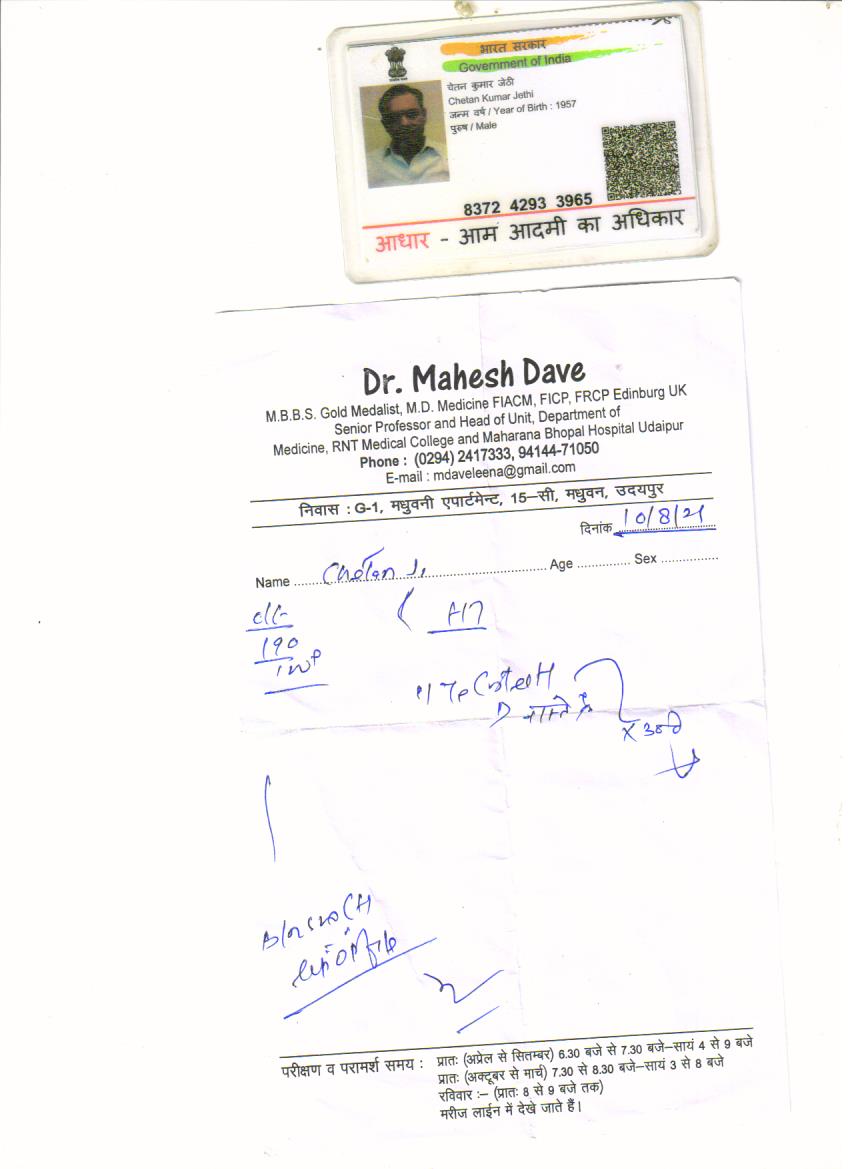 भारत सरकार
Government of India
चेतन कुमार जेठी
Chetan Kumar Jethi
जन्म वर्ष / Year of Birth : 1957
पुरुष / Male
8372 4293 3965
आधार - आम आदमी का अधिकार
Dr. Mahesh Dave
M.B.B.S. Gold Medalist, M.D. Medicine FIACM, FICP, FRCP Edinburg UK
Senior Professor and Head of Unit, Department of
Medicine, RNT Medical College and Maharana Bhopal Hospital Udaipur
Phone : (0294) 2417333, 94144-71050
E-mail : mdaveleena@gmail.com
निवास : G-1, मधुवनी एपार्टमेन्ट, 15–सी, मधुवन, उदयपुर
दिनांक 10/8/21
Name Chetan J. Age Sex
190
परीक्षण व परामर्श समय : प्रातः (अप्रेल से सितम्बर) 6.30 बजे से 7.30 बजे–सायं 4 से 9 बजे
प्रातः (अक्टूबर से मार्च) 7.30 से 8.30 बजे–सायं 3 से 8 बजे
रविवार :– (प्रातः 8 से 9 बजे तक)
मरीज लाईन में देखे जाते हैं।